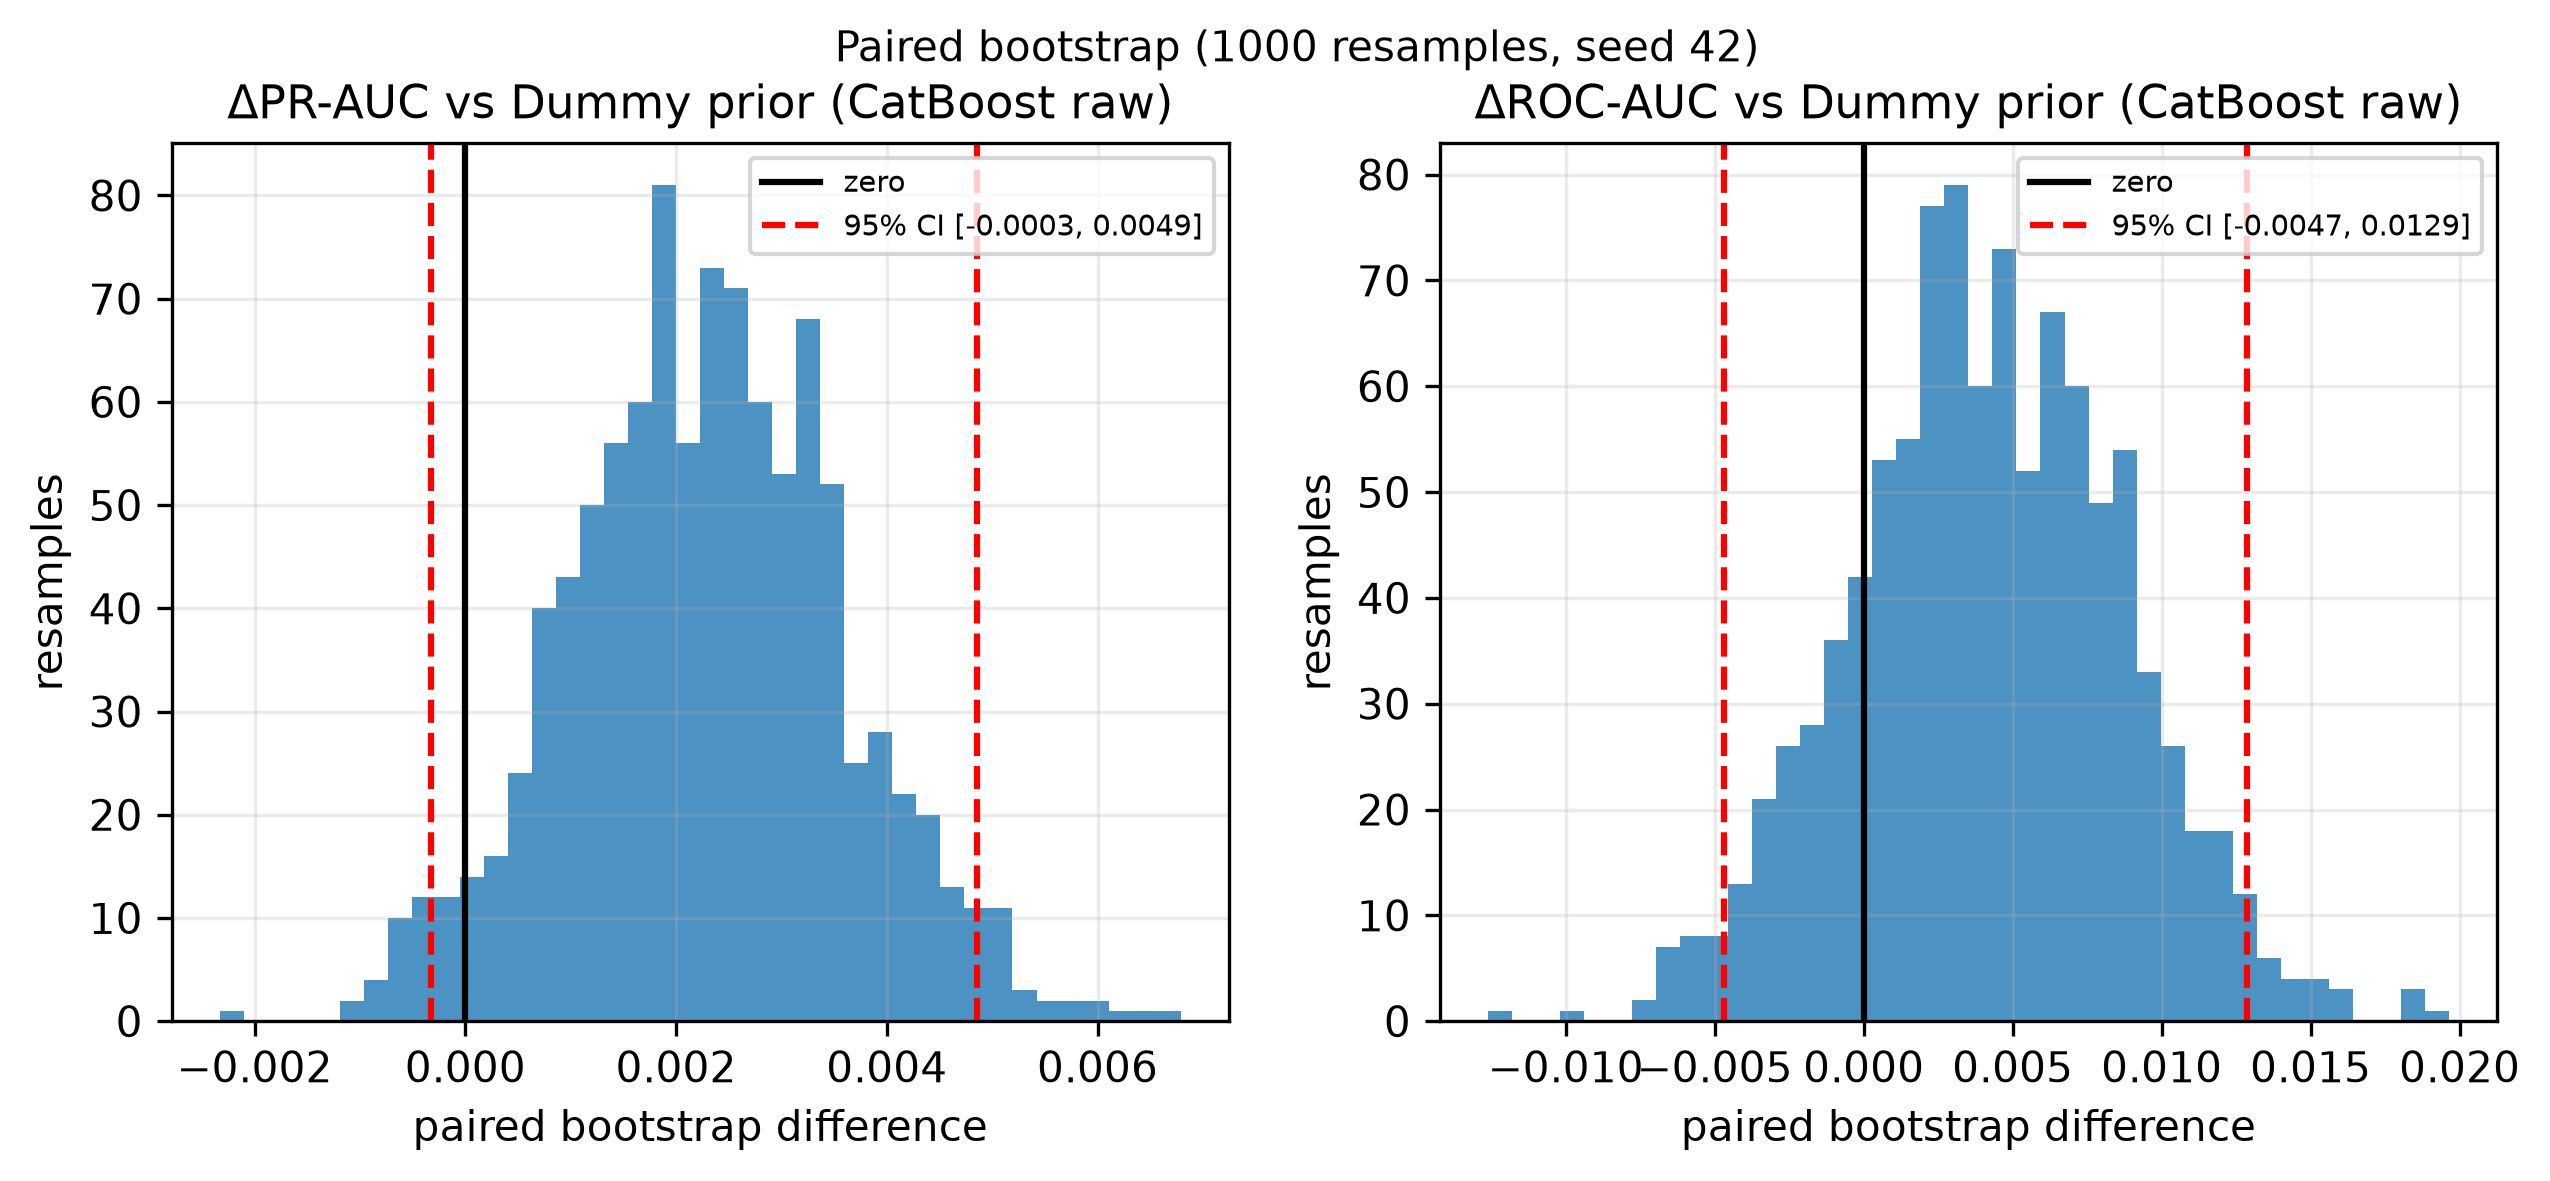 Paired bootstrap (1000 resamples, seed 42)
ΔPR-AUC vs Dummy prior (CatBoost raw)
zero
95% CI [-0.0003, 0.0049]
80
70
60
50
40
30
20
10
0
resamples
−0.002
0.000
0.002
0.004
0.006
paired bootstrap difference
ΔROC-AUC vs Dummy prior (CatBoost raw)
zero
95% CI [-0.0047, 0.0129]
80
70
60
50
40
30
20
10
0
resamples
−0.010
−0.005
0.000
0.005
0.010
0.015
0.020
paired bootstrap difference